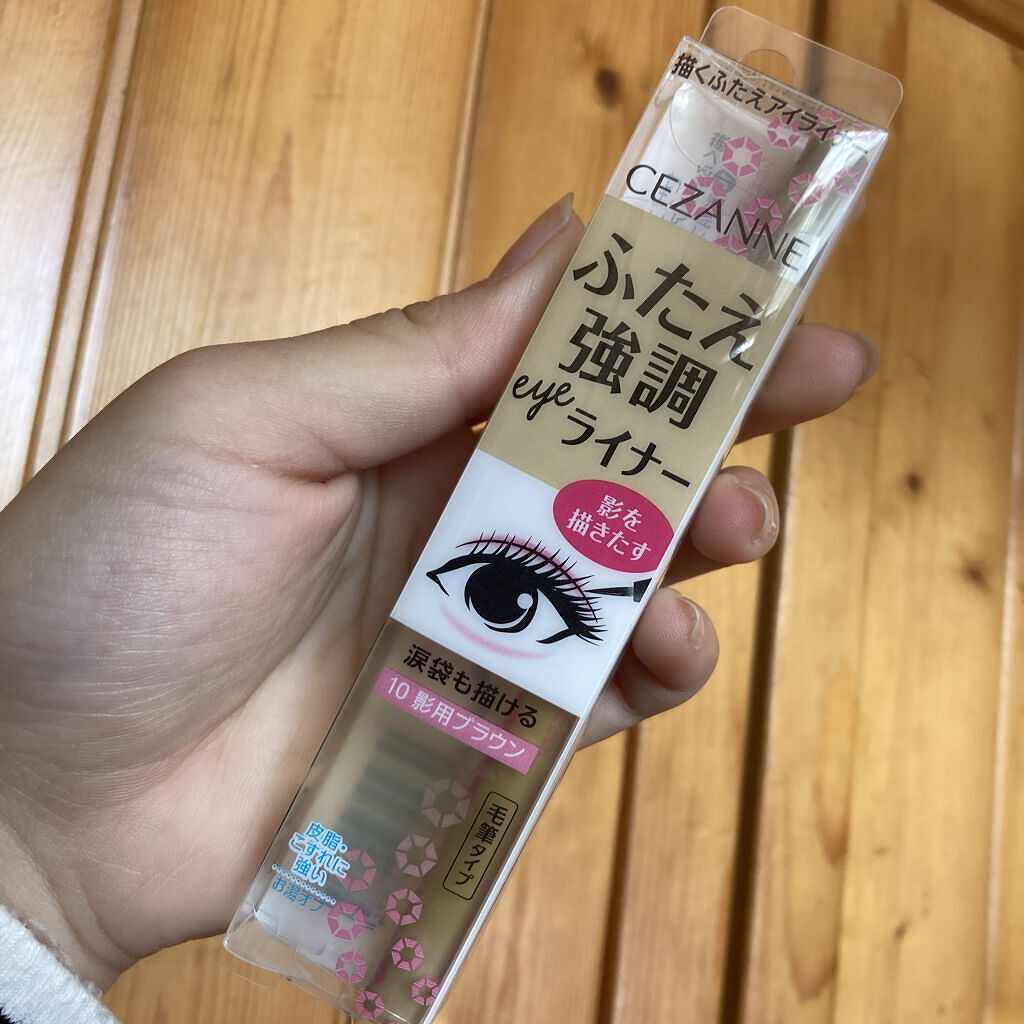 描くふたえアイライナー
CEZANNE
ふたえ
強調
eye ライナー
影を
描きたす
涙袋も描ける
10 影用ブラウン
毛筆タイプ
皮脂・
こすれに
強い
お湯オフ